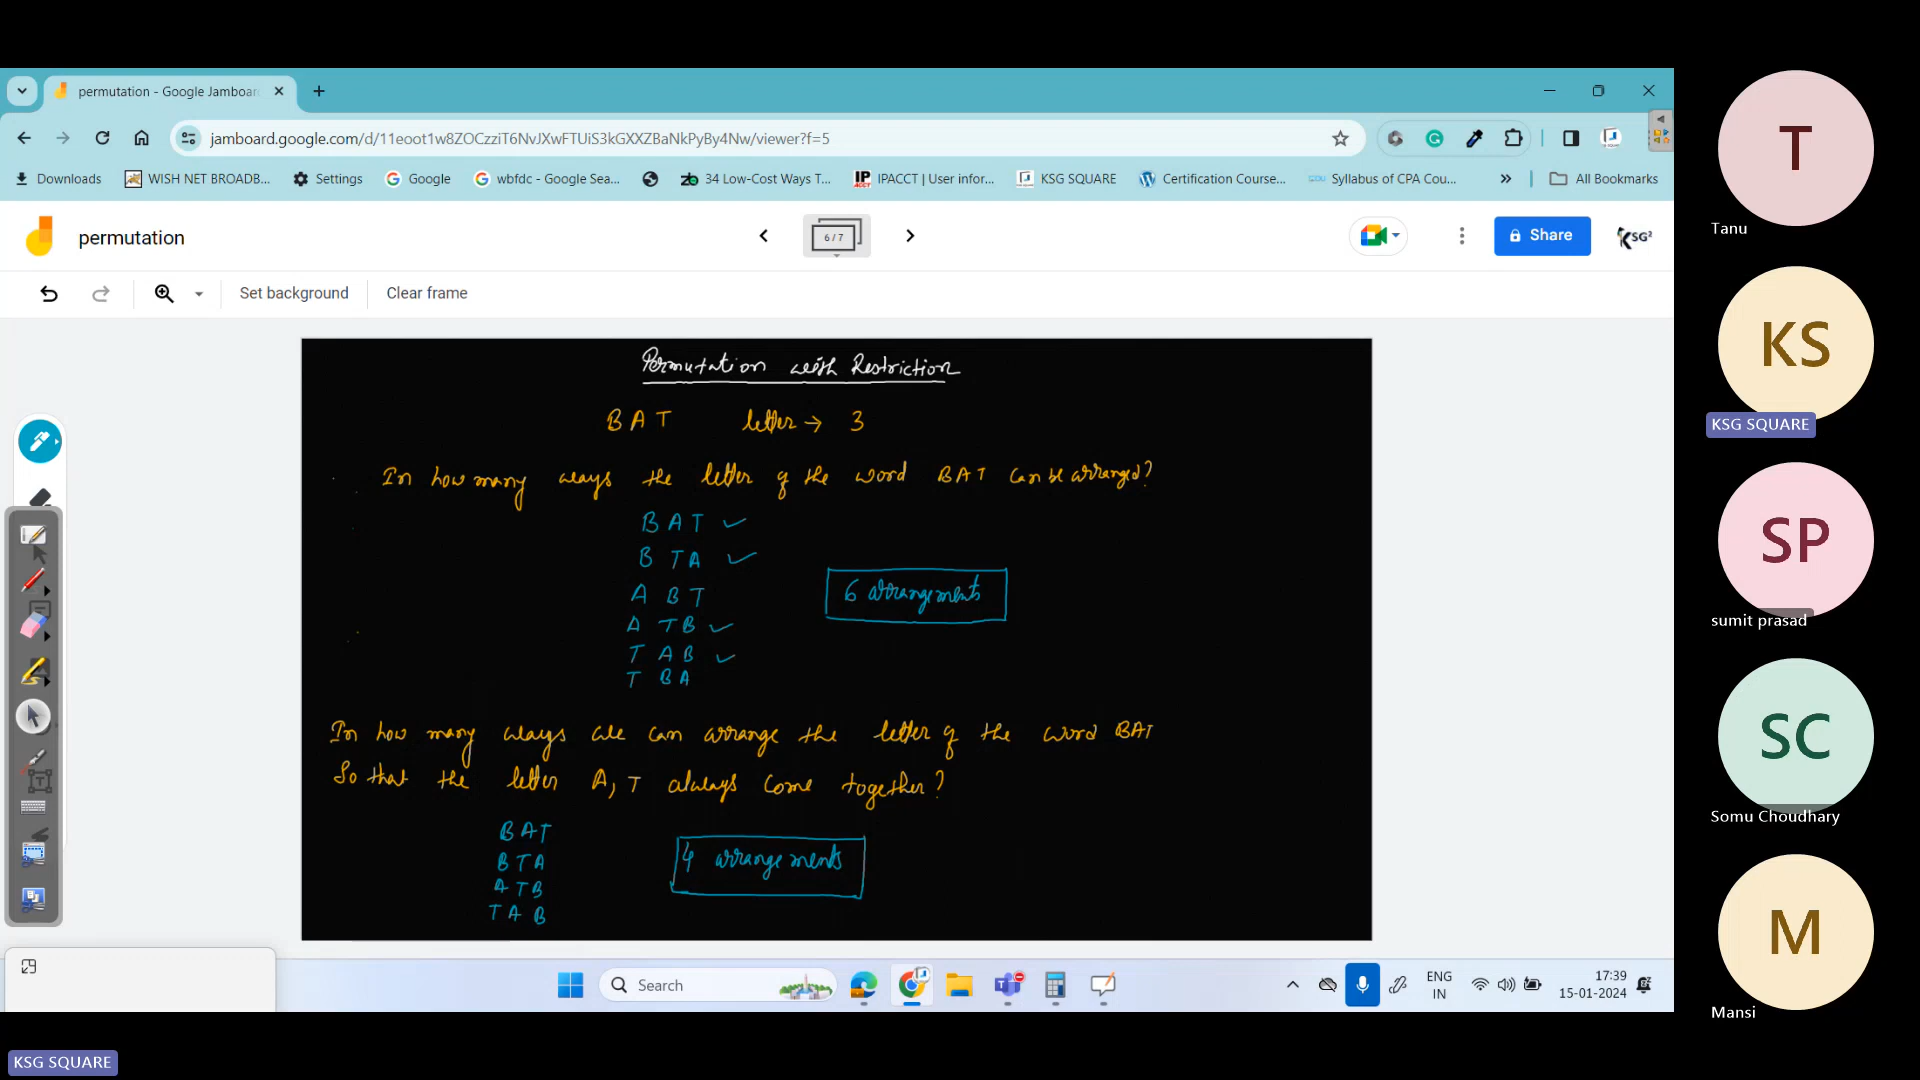 permutation - Google Jamboar
jamboard.google.com/d/11eoot1w8ZOCzziT6NvJXwFTUiS3kGXXZBaNkPyBy4Nw/viewer?f=5
Downloads WISH NET BROADB... Settings Google wbfdc - Google Sea... 34 Low-Cost Ways T... IPACCT | User infor... KSG SQUARE Certification Course... Syllabus of CPA Cou... » All Bookmarks
permutation
6 / 7
Share
KSG²
Set background Clear frame
Permutation with Restriction
BAT letter → 3
In how many ways the letter of the word BAT can be arranged?
BAT ✓
BTA ✓
ABT
ATB ✓
TAB ✓
TBA
6 arrangements
In how many ways we can arrange the letter of the word BAT
So that the letter A, T always come together?
BAT
BTA
ATB
TAB
4 arrangements
Search
ENG
IN
17:39
15-01-2024
T
Tanu
KS
KSG SQUARE
SP
sumit prasad
SC
Somu Choudhary
M
Mansi
KSG SQUARE